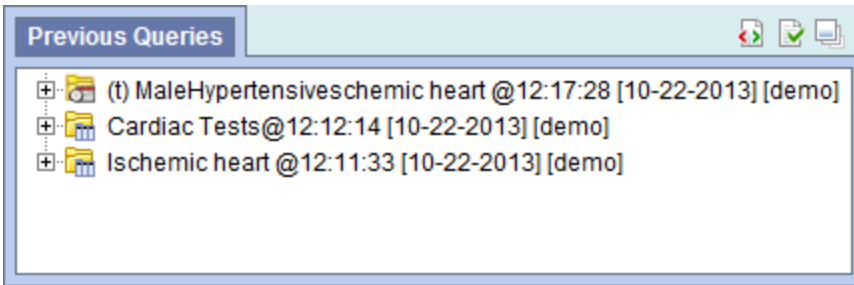 Previous Queries
(t) MaleHypertensiveschemic heart @12:17:28 [10-22-2013] [demo]
Cardiac Tests@12:12:14 [10-22-2013] [demo]
Ischemic heart @12:11:33 [10-22-2013] [demo]